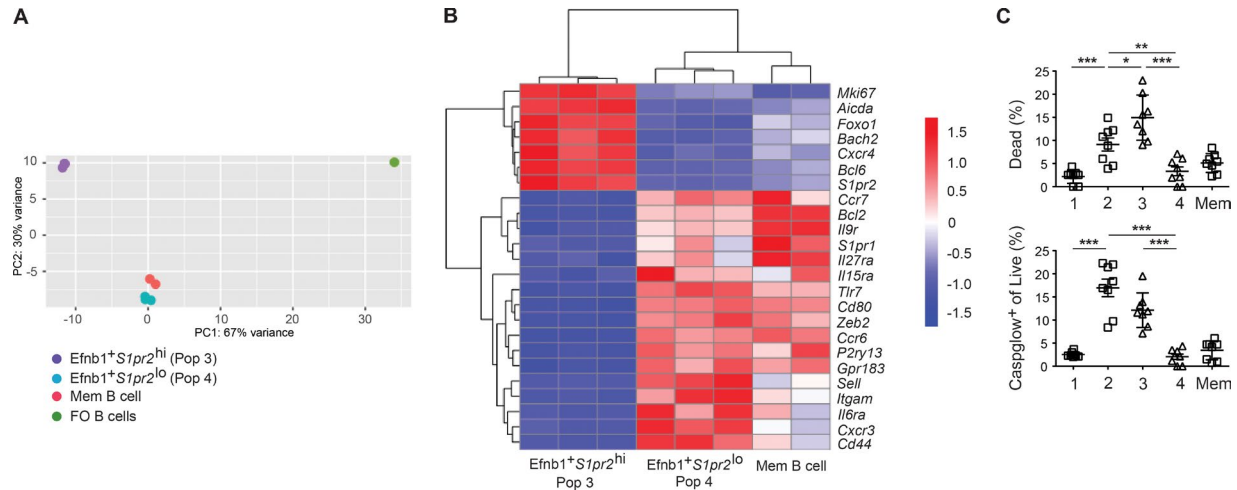 A
PC2: 30% variance
10
5
0
-5
-10
0
10
20
30
PC1: 67% variance
Efnb1+S1pr2hi (Pop 3)
Efnb1+S1pr2lo (Pop 4)
Mem B cell
FO B cells
B
Mki67
Aicda
Foxo1
Bach2
Cxcr4
Bcl6
S1pr2
Ccr7
Bcl2
Il9r
S1pr1
Il27ra
Il15ra
Tlr7
Cd80
Zeb2
Ccr6
P2ry13
Gpr183
Sell
Itgam
Il6ra
Cxcr3
Cd44
Efnb1+S1pr2hi
Pop 3
Efnb1+S1pr2lo
Pop 4
Mem B cell
1.5
1.0
0.5
0
-0.5
-1.0
-1.5
C
**
*** * ***
Dead (%)
25
20
15
10
5
0
1 2 3 4 Mem
***
*** ***
Caspglow+ of Live (%)
25
20
15
10
5
0
1 2 3 4 Mem